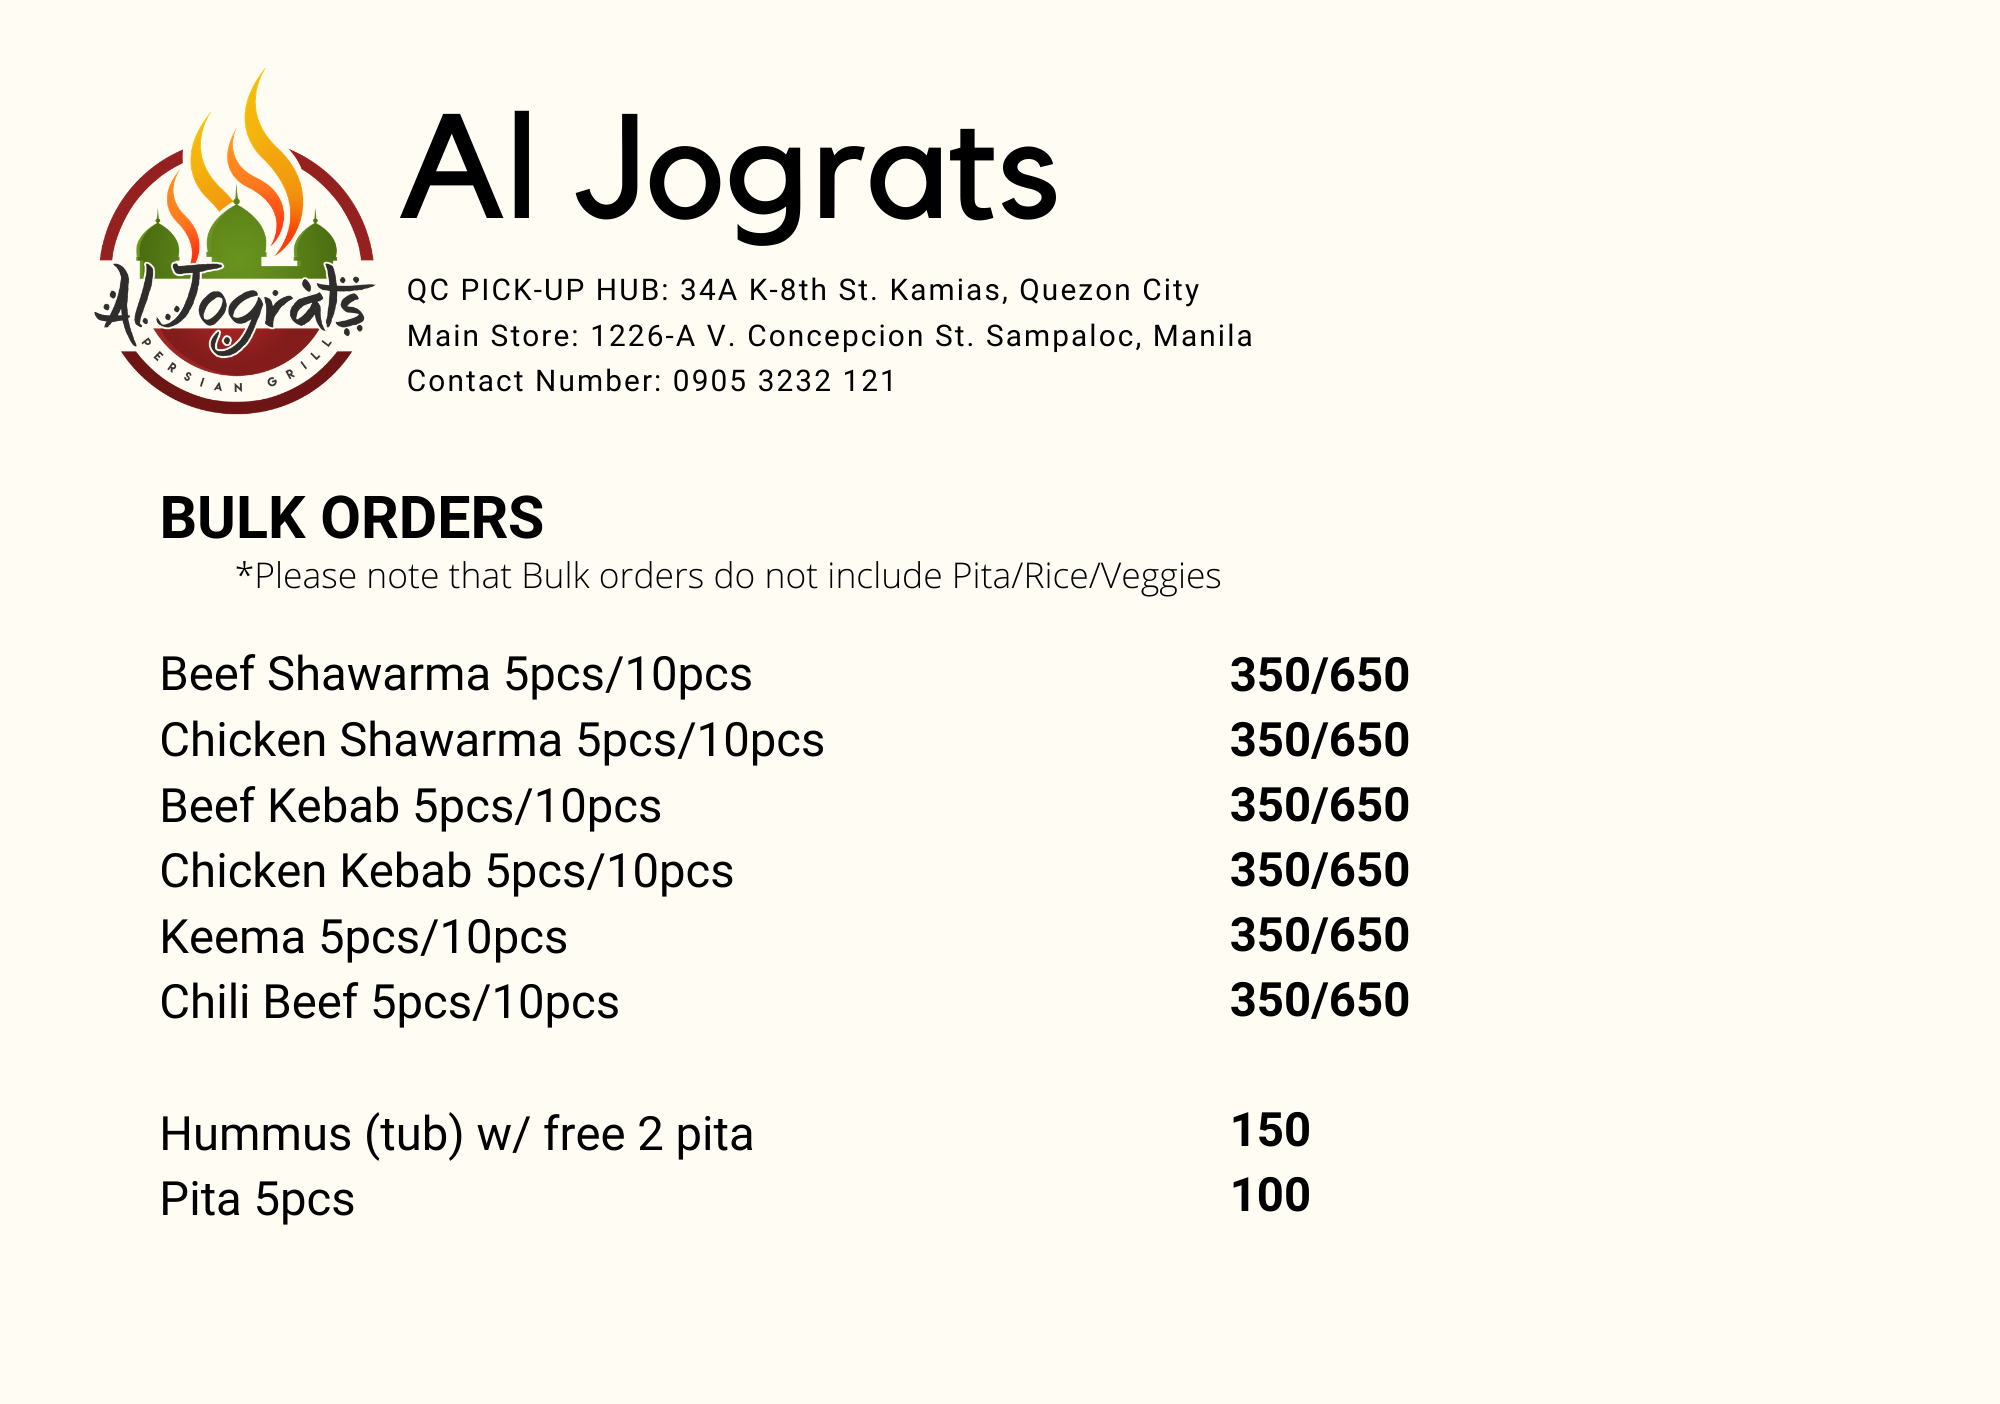 Al Jograts
PERSIAN GRILL
Al Jograts
QC PICK-UP HUB: 34A K-8th St. Kamias, Quezon City
Main Store: 1226-A V. Concepcion St. Sampaloc, Manila
Contact Number: 0905 3232 121
BULK ORDERS
*Please note that Bulk orders do not include Pita/Rice/Veggies
Beef Shawarma 5pcs/10pcs 350/650
Chicken Shawarma 5pcs/10pcs 350/650
Beef Kebab 5pcs/10pcs 350/650
Chicken Kebab 5pcs/10pcs 350/650
Keema 5pcs/10pcs 350/650
Chili Beef 5pcs/10pcs 350/650
Hummus (tub) w/ free 2 pita 150
Pita 5pcs 100